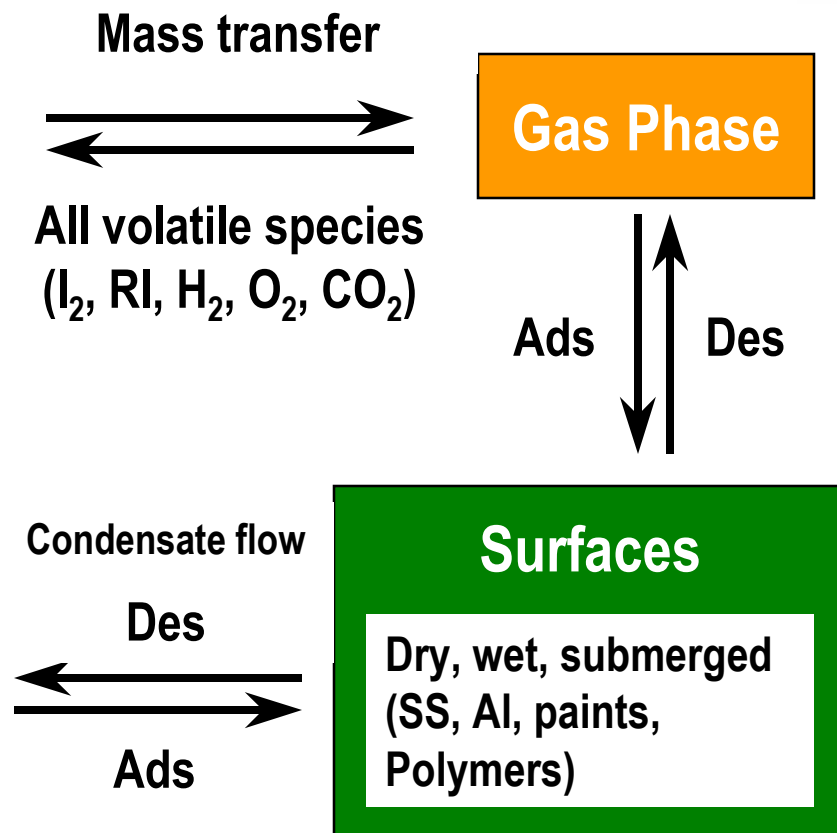 Mass transfer
Gas Phase
All volatile species
(I₂, RI, H₂, O₂, CO₂)
Ads
Des
Condensate flow
Surfaces
Des
Dry, wet, submerged
(SS, Al, paints,
Polymers)
Ads